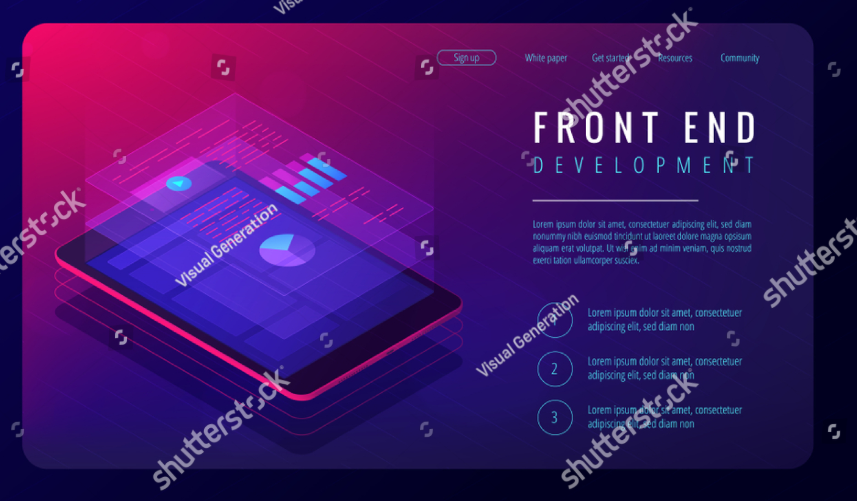 Sign up
White paper
Get started
Resources
Community
FRONT END
DEVELOPMENT
Lorem ipsum dolor sit amet, consectetuer adipiscing elit, sed diam
nonummy nibh euismod tincidunt ut laoreet dolore magna opsum
aliquam erat volutpat. Ut wisi enim ad minim veniam, quis nostrud
exerci tation ullamcorper susciex.
1
Lorem ipsum dolor sit amet, consectetuer
adipiscing elit, sed diam non
2
Lorem ipsum dolor sit amet, consectetuer
adipiscing elit, sed diam non
3
Lorem ipsum dolor sit amet, consectetuer
adipiscing elit, sed diam non
shutterstock
shutterstock
shutterstock
shutterstock
shutterstock
Visual Generation
Visual Generation